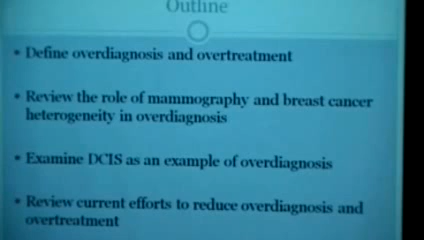 Outline
• Define overdiagnosis and overtreatment
• Review the role of mammography and breast cancer
heterogeneity in overdiagnosis
• Examine DCIS as an example of overdiagnosis
• Review current efforts to reduce overdiagnosis and
overtreatment